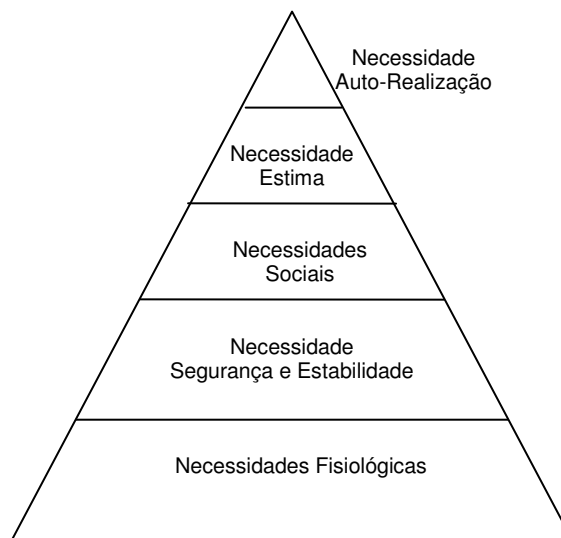 Necessidade
Auto-Realização
Necessidade
Estima
Necessidades
Sociais
Necessidade
Segurança e Estabilidade
Necessidades Fisiológicas